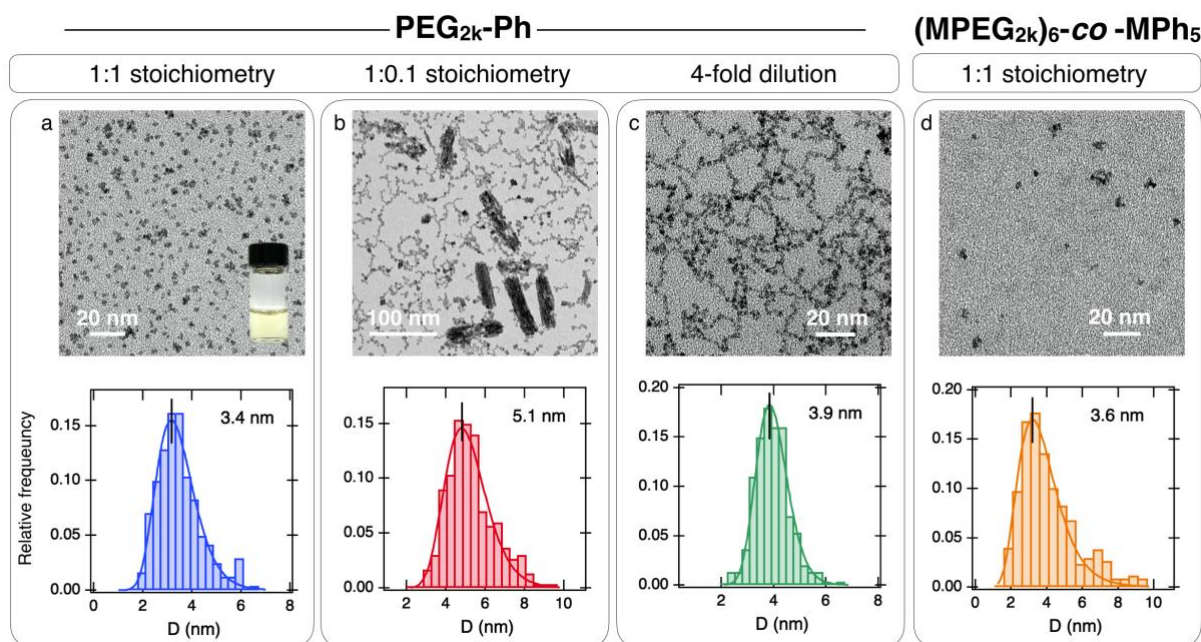 PEG2k-Ph
(MPEG2k)6-co -MPh5
1:1 stoichiometry
1:0.1 stoichiometry
4-fold dilution
1:1 stoichiometry
a
20 nm
b
100 nm
c
20 nm
d
20 nm
Relative frequeuncy
0.15
0.10
0.05
0.00
3.4 nm
0 2 4 6 8
D (nm)
0.15
0.10
0.05
0.00
5.1 nm
2 4 6 8 10
D (nm)
0.20
0.15
0.10
0.05
0.00
3.9 nm
2 4 6 8
D (nm)
0.20
0.15
0.10
0.05
0.00
3.6 nm
0 2 4 6 8 10
D (nm)